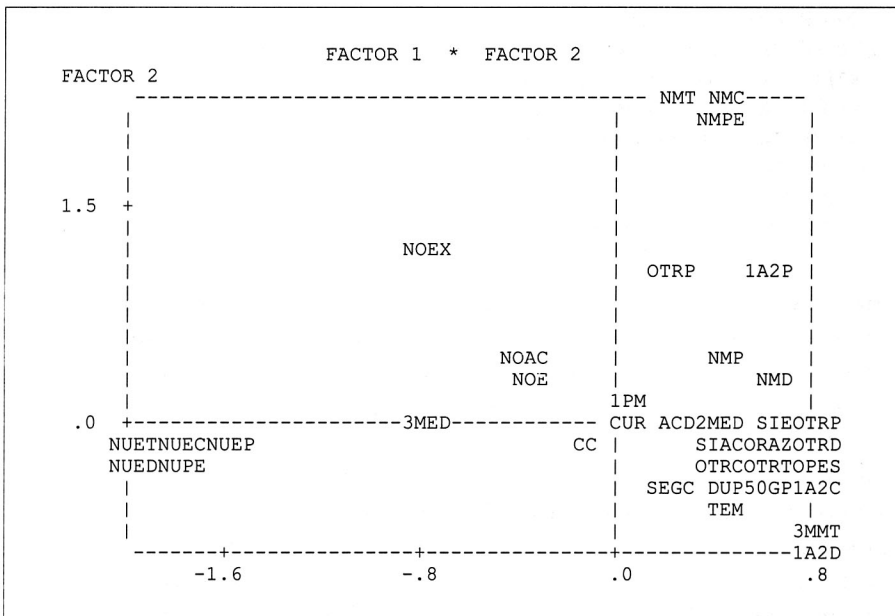 FACTOR 1 * FACTOR 2
FACTOR 2
NMT NMC
NMPE
1.5
NOEX
OTRP 1A2P
NOAC NMP
NOE NMD
1PM
.0 3MED CUR ACD2MED SIEOTRP
NUETNUECNUEP CC SIACORAZOTRD
NUEDNUPE OTRCOTRTOPES
SEGC DUP50GP1A2C
TEM
3MMT
1A2D
-1.6 -.8 .0 .8